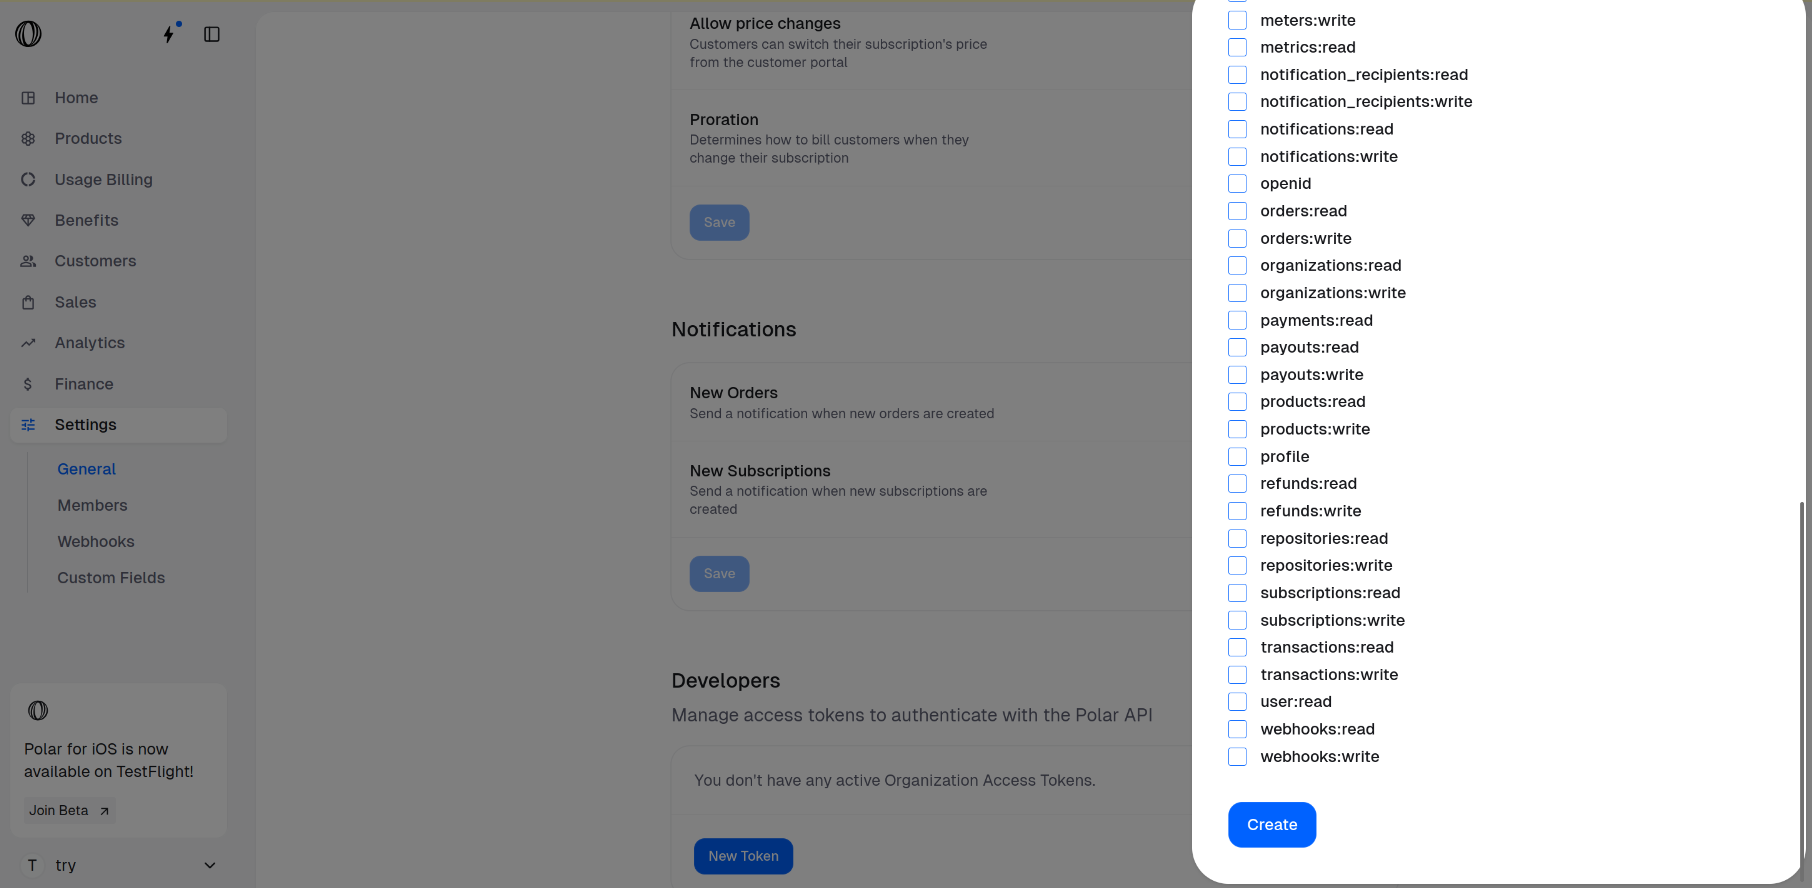 Home
Products
Usage Billing
Benefits
Customers
Sales
Analytics
Finance
Settings
General
Members
Webhooks
Custom Fields
Polar for iOS is now
available on TestFlight!
Join Beta
T try
Allow price changes
Customers can switch their subscription's price
from the customer portal
Proration
Determines how to bill customers when they
change their subscription
Save
Notifications
New Orders
Send a notification when new orders are created
New Subscriptions
Send a notification when new subscriptions are
created
Save
Developers
Manage access tokens to authenticate with the Polar API
You don't have any active Organization Access Tokens.
New Token
meters:write
metrics:read
notification_recipients:read
notification_recipients:write
notifications:read
notifications:write
openid
orders:read
orders:write
organizations:read
organizations:write
payments:read
payouts:read
payouts:write
products:read
products:write
profile
refunds:read
refunds:write
repositories:read
repositories:write
subscriptions:read
subscriptions:write
transactions:read
transactions:write
user:read
webhooks:read
webhooks:write
Create